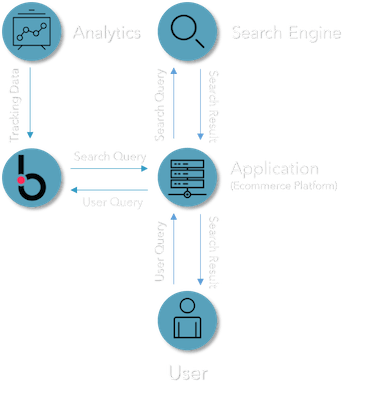 Analytics
Search Engine
Tracking Data
Search Query
Search Result
Search Query
User Query
Application
(Ecommerce Platform)
b
User Query
Search Result
User